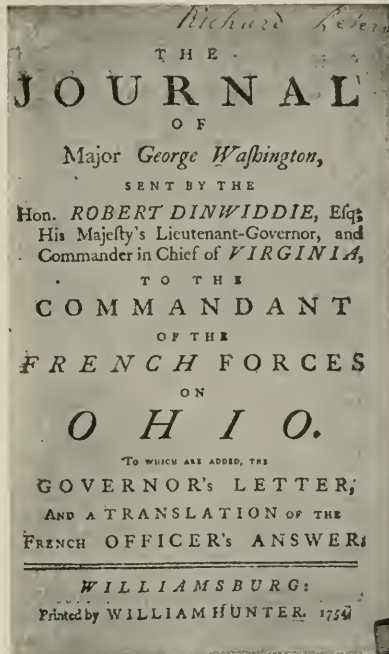 Richard Peters
THE
JOURNAL
OF
Major George Waſhington,
SENT BY THE
Hon. ROBERT DINWIDDIE, Eſq;
His Majeſty's Lieutenant-Governor, and
Commander in Chief of VIRGINIA,
TO THE
COMMANDANT
OF THE
FRENCH FORCES
ON
OHIO.
To WHICH ARE ADDED, THE
GOVERNOR's LETTER;
AND A TRANSLATION OF THE
FRENCH OFFICER's ANSWER.
WILLIAMSBURG:
Printed by WILLIAM HUNTER. 1754.